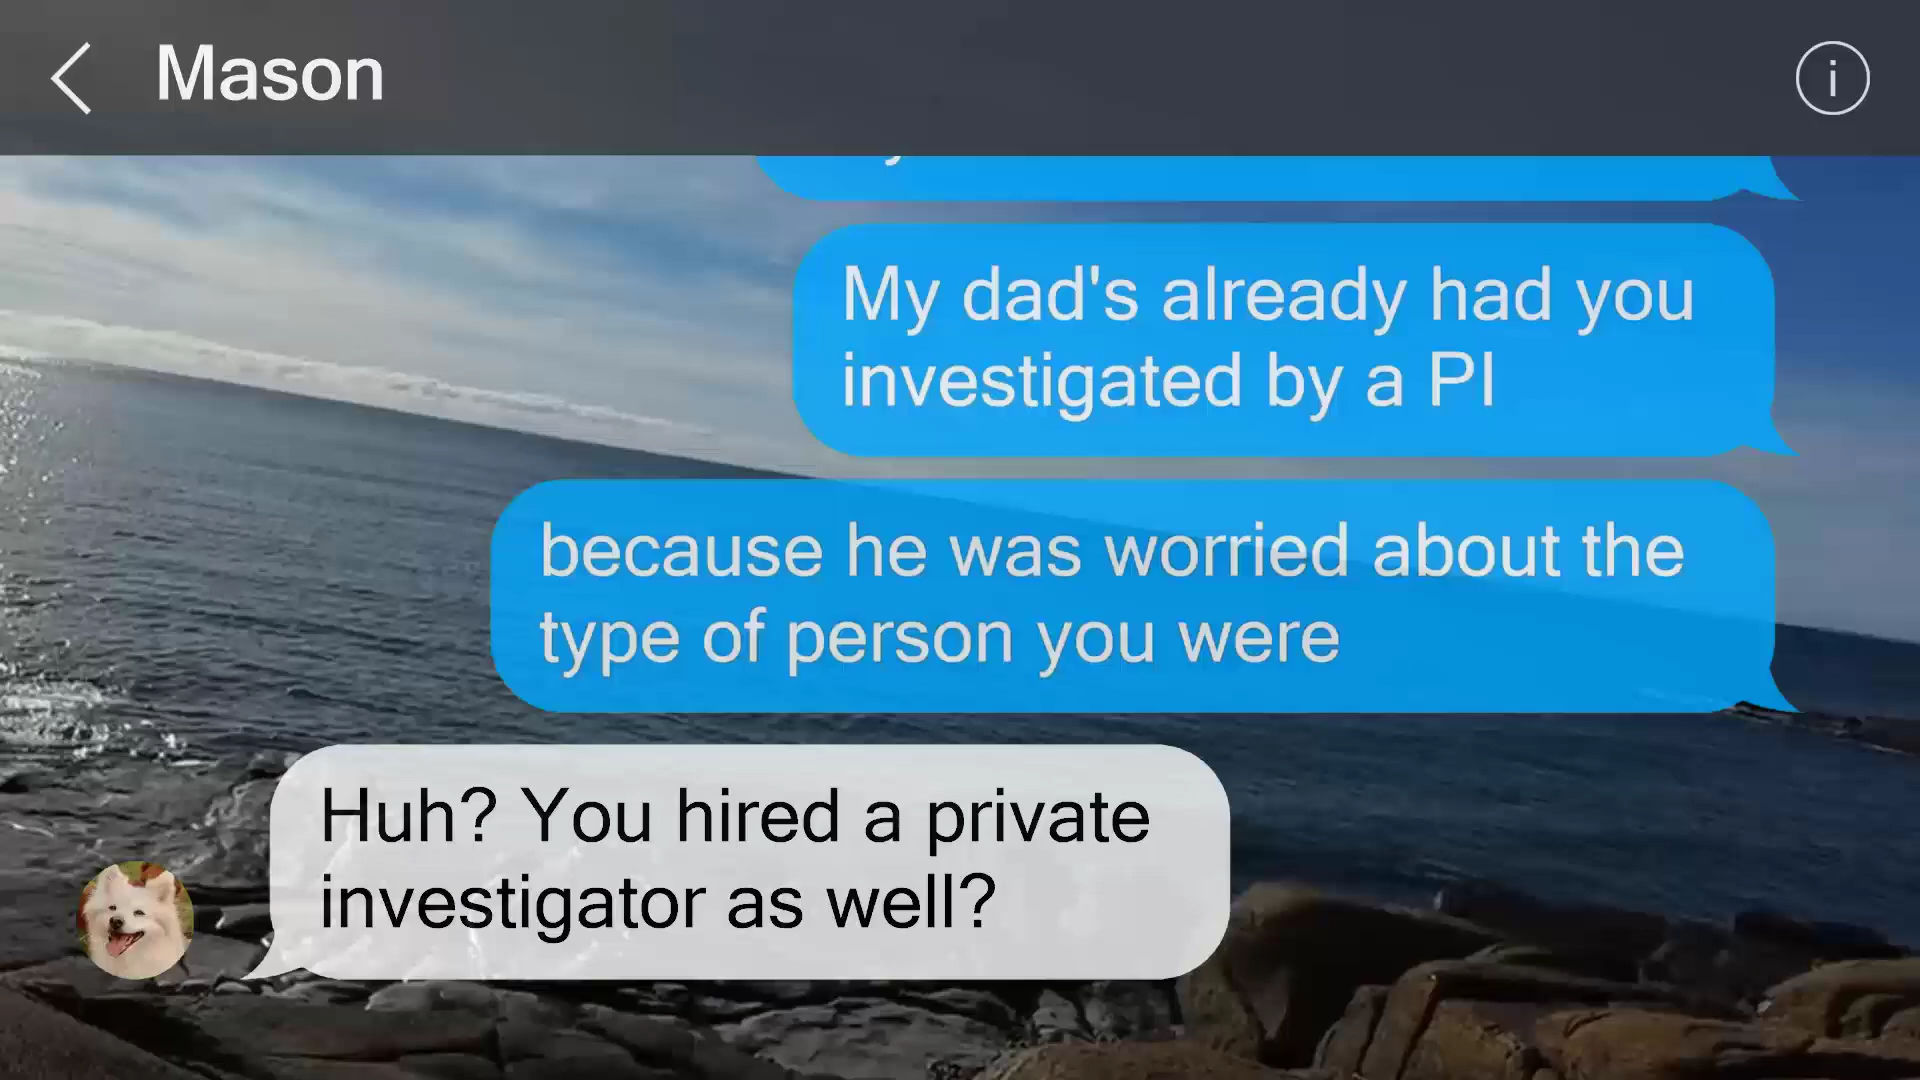 Mason
My dad's already had you
investigated by a PI
because he was worried about the
type of person you were
Huh? You hired a private
investigator as well?